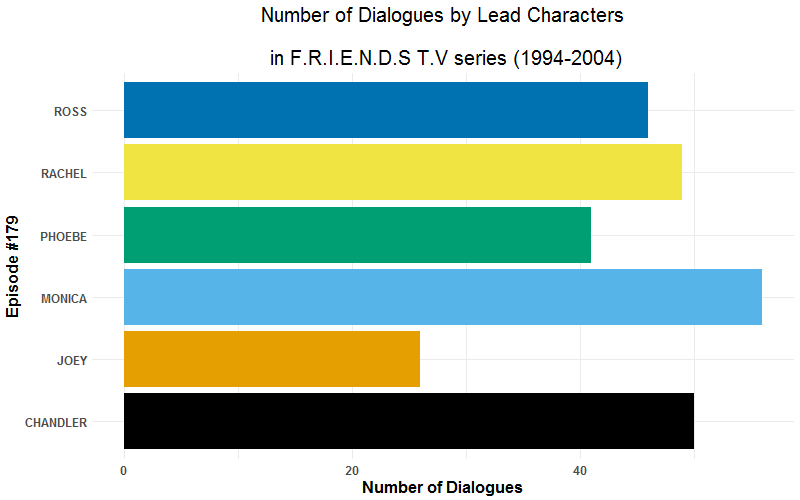 Number of Dialogues by Lead Characters
in F.R.I.E.N.D.S T.V series (1994-2004)
Episode #179
ROSS
RACHEL
PHOEBE
MONICA
JOEY
CHANDLER
0 20 40
Number of Dialogues